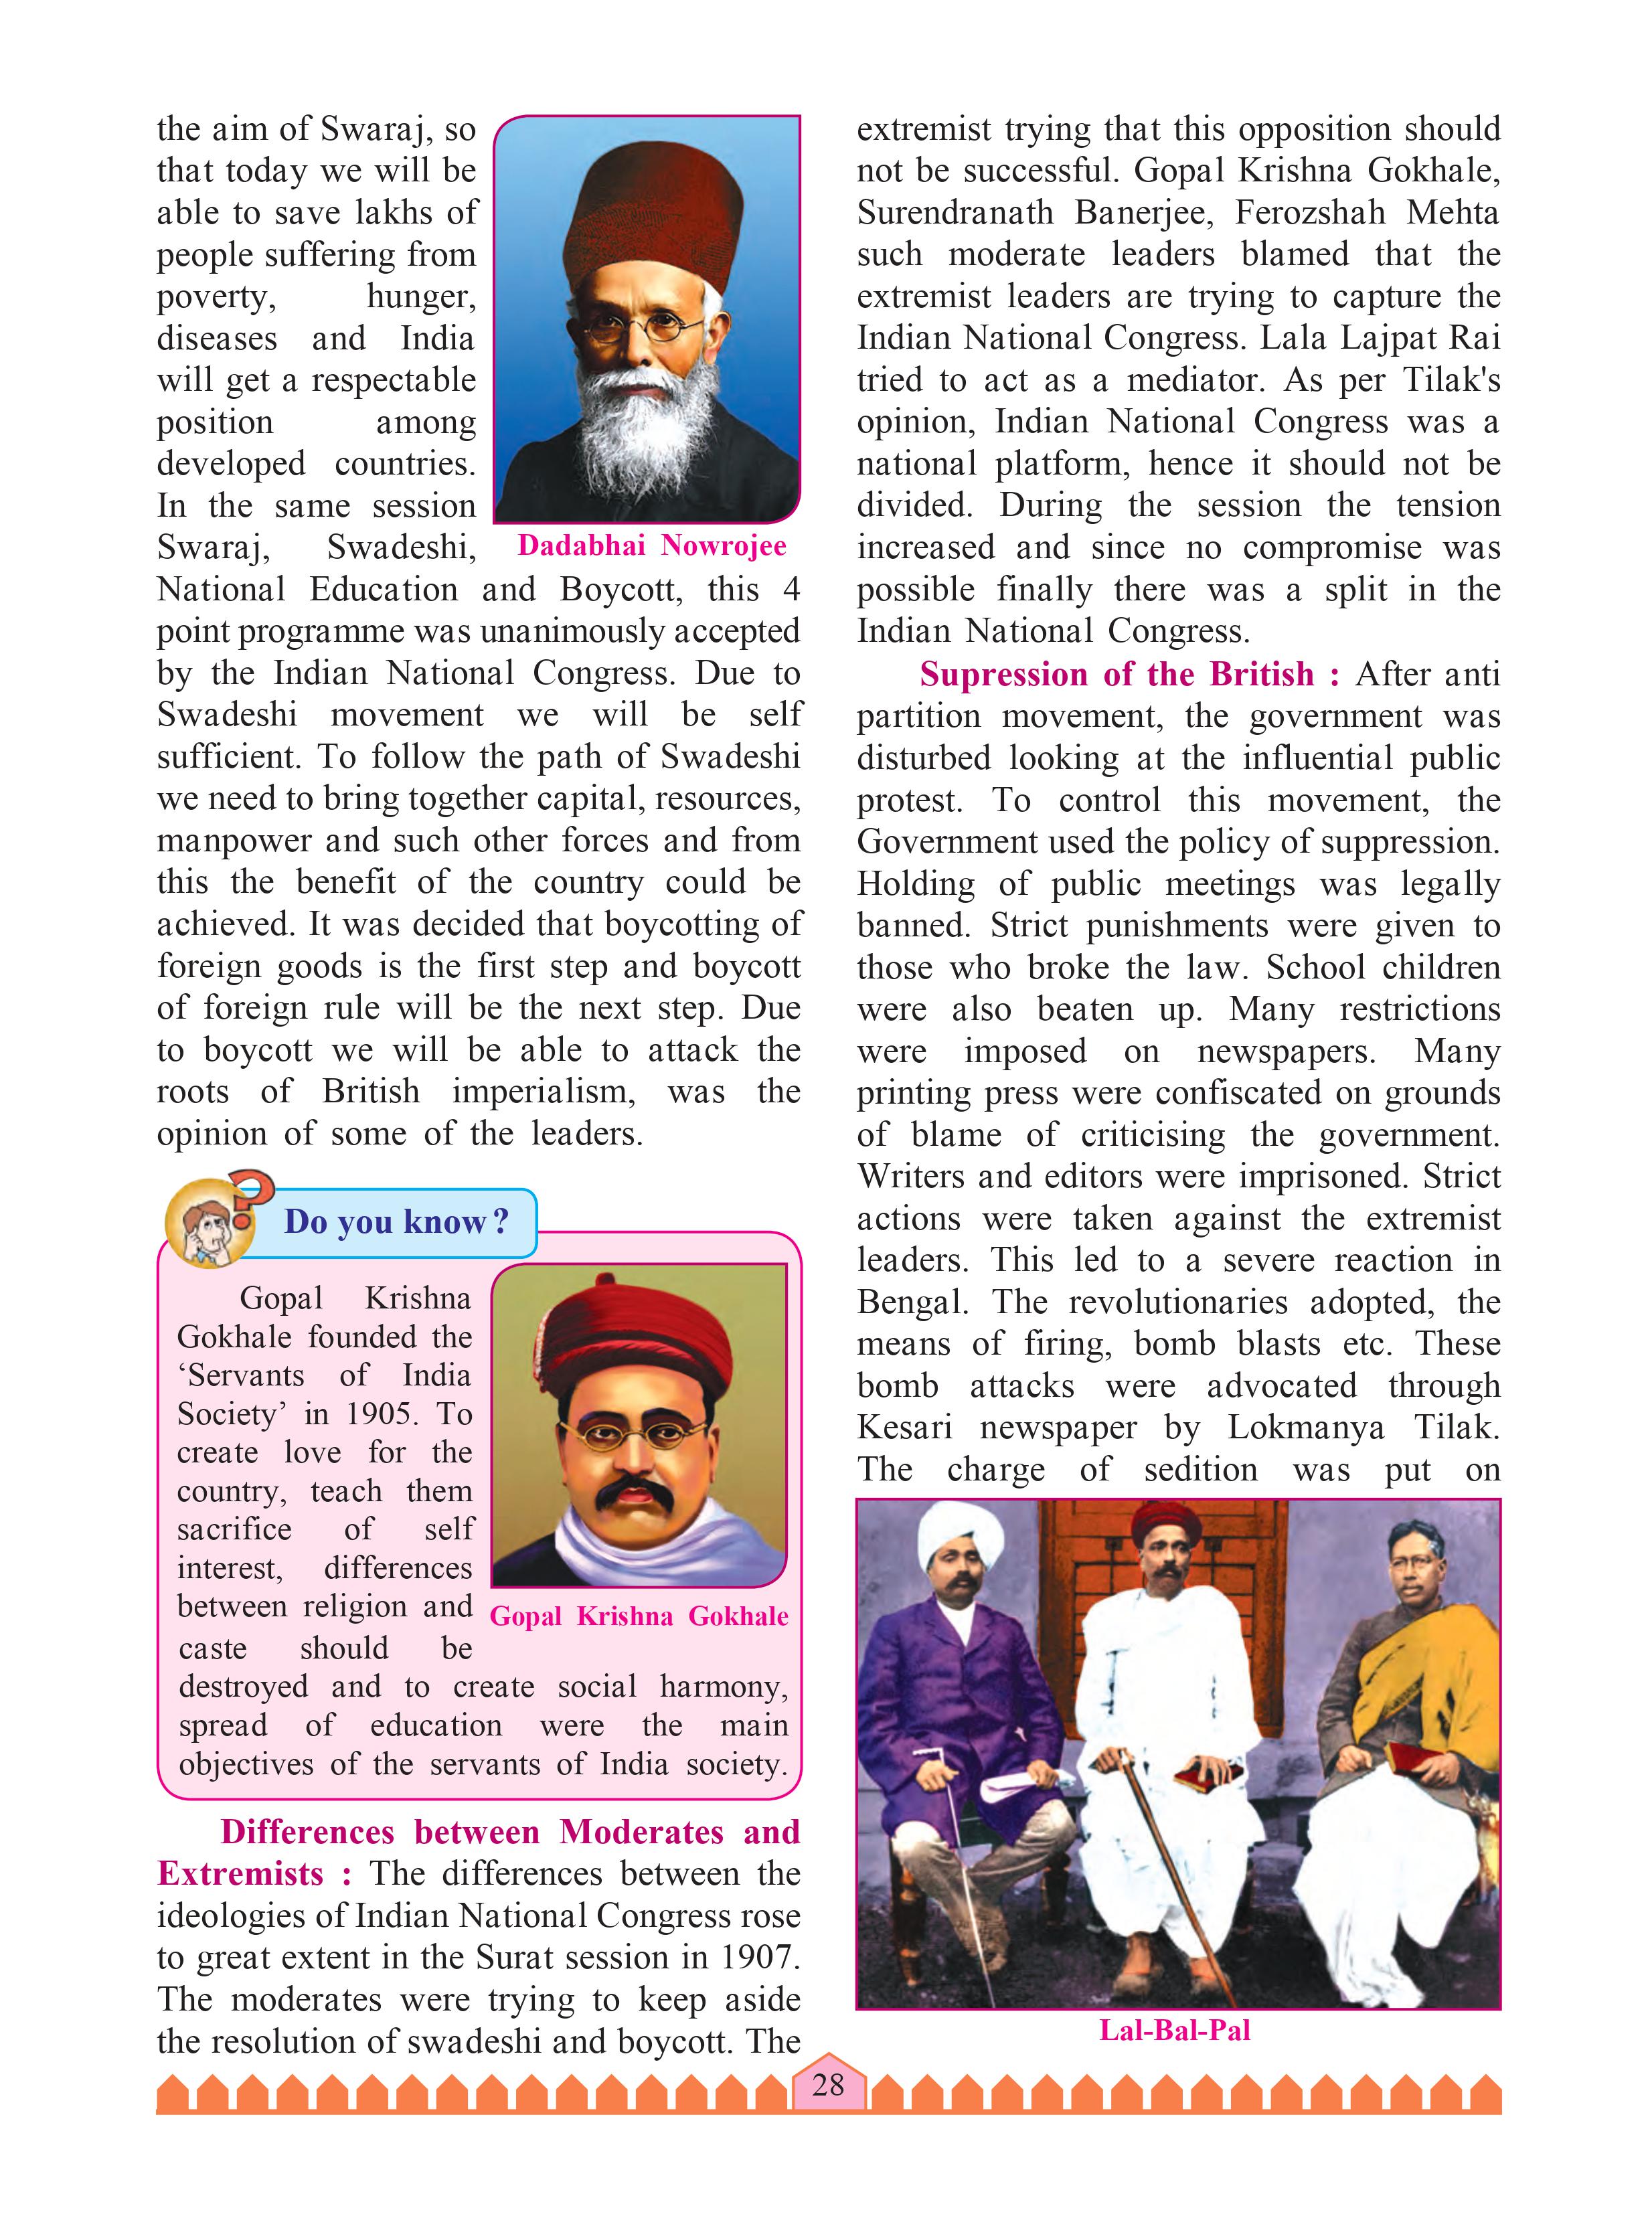 the aim of Swaraj, so
that today we will be
able to save lakhs of
people suffering from
poverty, hunger,
diseases and India
will get a respectable
position among
developed countries.
In the same session
Swaraj, Swadeshi,
Dadabhai Nowrojee
National Education and Boycott, this 4
point programme was unanimously accepted
by the Indian National Congress. Due to
Swadeshi movement we will be self
sufficient. To follow the path of Swadeshi
we need to bring together capital, resources,
manpower and such other forces and from
this the benefit of the country could be
achieved. It was decided that boycotting of
foreign goods is the first step and boycott
of foreign rule will be the next step. Due
to boycott we will be able to attack the
roots of British imperialism, was the
opinion of some of the leaders.
Do you know?
Gopal Krishna
Gokhale founded the
‘Servants of India
Society’ in 1905. To
create love for the
country, teach them
sacrifice of self
interest, differences
between religion and
caste should be
Gopal Krishna Gokhale
destroyed and to create social harmony,
spread of education were the main
objectives of the servants of India society.
Differences between Moderates and
Extremists : The differences between the
ideologies of Indian National Congress rose
to great extent in the Surat session in 1907.
The moderates were trying to keep aside
the resolution of swadeshi and boycott. The
extremist trying that this opposition should
not be successful. Gopal Krishna Gokhale,
Surendranath Banerjee, Ferozshah Mehta
such moderate leaders blamed that the
extremist leaders are trying to capture the
Indian National Congress. Lala Lajpat Rai
tried to act as a mediator. As per Tilak's
opinion, Indian National Congress was a
national platform, hence it should not be
divided. During the session the tension
increased and since no compromise was
possible finally there was a split in the
Indian National Congress.
Supression of the British : After anti
partition movement, the government was
disturbed looking at the influential public
protest. To control this movement, the
Government used the policy of suppression.
Holding of public meetings was legally
banned. Strict punishments were given to
those who broke the law. School children
were also beaten up. Many restrictions
were imposed on newspapers. Many
printing press were confiscated on grounds
of blame of criticising the government.
Writers and editors were imprisoned. Strict
actions were taken against the extremist
leaders. This led to a severe reaction in
Bengal. The revolutionaries adopted, the
means of firing, bomb blasts etc. These
bomb attacks were advocated through
Kesari newspaper by Lokmanya Tilak.
The charge of sedition was put on
Lal-Bal-Pal
28